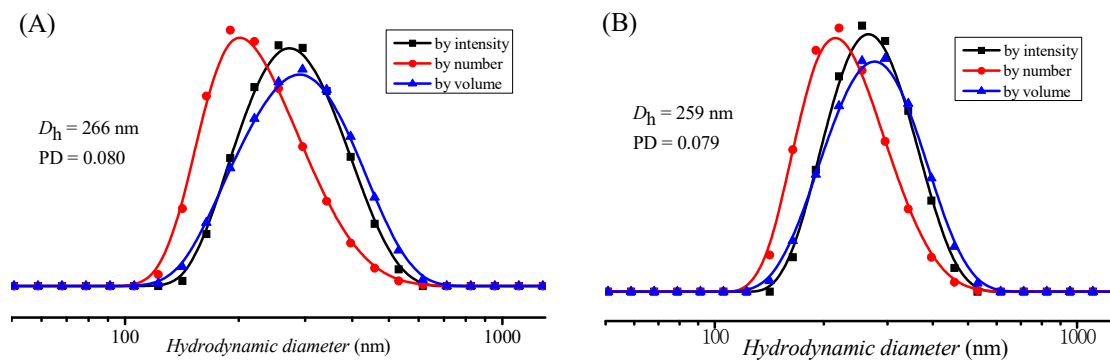 (A)
by intensity
by number
by volume
Dh = 266 nm
PD = 0.080
100
1000
Hydrodynamic diameter (nm)
(B)
by intensity
by number
by volume
Dh = 259 nm
PD = 0.079
100
1000
Hydrodynamic diameter (nm)